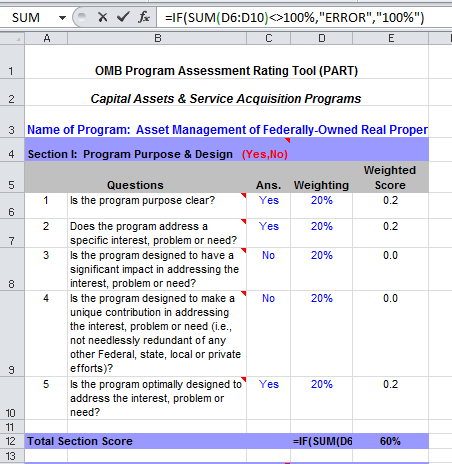 SUM =IF(SUM(D6:D10)<>100%,"ERROR","100%")
A B C D E
1 OMB Program Assessment Rating Tool (PART)
2 Capital Assets & Service Acquisition Programs
3 Name of Program: Asset Management of Federally-Owned Real Proper
4 Section I: Program Purpose & Design (Yes,No)
Weighted
5 Questions Ans. Weighting Score
6 1 Is the program purpose clear? Yes 20% 0.2
2 Does the program address a Yes 20% 0.2
7 specific interest, problem or need?
3 Is the program designed to have a No 20% 0.0
significant impact in addressing the
8 interest, problem or need?
4 Is the program designed to make a No 20% 0.0
unique contribution in addressing
the interest, problem or need (i.e.,
not needlessly redundant of any
other Federal, state, local or private
9 efforts)?
5 Is the program optimally designed to Yes 20% 0.2
address the interest, problem or
10 need?
11
12 Total Section Score =IF(SUM(D6 60%
13